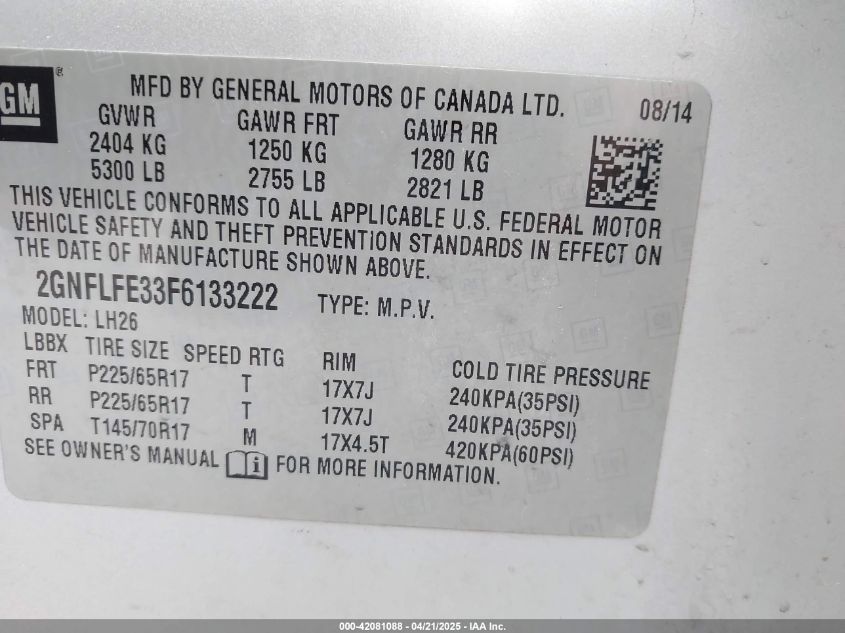 GM®
MFD BY GENERAL MOTORS OF CANADA LTD. 08/14
GVWR GAWR FRT GAWR RR
2404 KG 1250 KG 1280 KG
5300 LB 2755 LB 2821 LB
THIS VEHICLE CONFORMS TO ALL APPLICABLE U.S. FEDERAL MOTOR
VEHICLE SAFETY AND THEFT PREVENTION STANDARDS IN EFFECT ON
THE DATE OF MANUFACTURE SHOWN ABOVE.
2GNFLFE33F6133222 TYPE: M.P.V.
MODEL: LH26
LBBX TIRE SIZE SPEED RTG RIM COLD TIRE PRESSURE
FRT P225/65R17 T 17X7J 240KPA(35PSI)
RR P225/65R17 T 17X7J 240KPA(35PSI)
SPA T145/70R17 M 17X4.5T 420KPA(60PSI)
SEE OWNER'S MANUAL i FOR MORE INFORMATION.
000-42081088 - 04/21/2025 - IAA Inc.